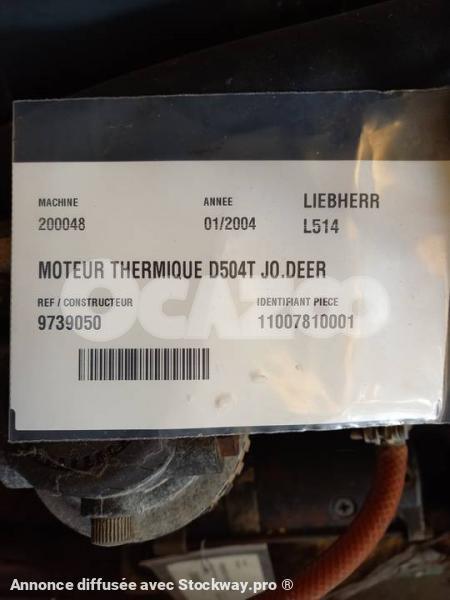 MACHINE ANNEE LIEBHERR
200048 01/2004 L514
MOTEUR THERMIQUE D504T JO.DEER
REF / CONSTRUCTEUR IDENTIFIANT PIECE
9739050 11007810001
OCAZOO
Annonce diffusée avec Stockway.pro ®